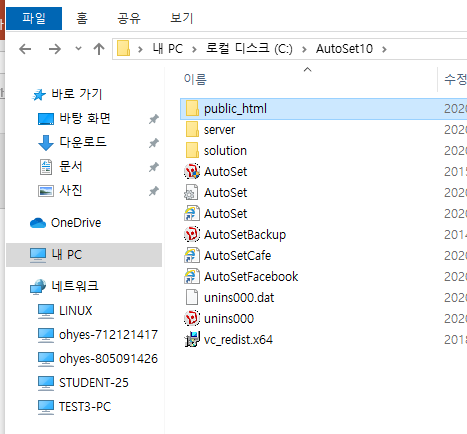 파일 홈 공유 보기
내 PC > 로컬 디스크 (C:) > AutoSet10 >
이름 수정
바로 가기
바탕 화면
다운로드
문서
사진
OneDrive
내 PC
네트워크
LINUX
ohyes-712121417
ohyes-805091426
STUDENT-25
TEST3-PC
public_html 2020
server 2020
solution 2020
AutoSet 2015
AutoSet 2020
AutoSet 2020
AutoSetBackup 2014
AutoSetCafe 2020
AutoSetFacebook 2020
unins000.dat 2020
unins000 2020
vc_redist.x64 2018